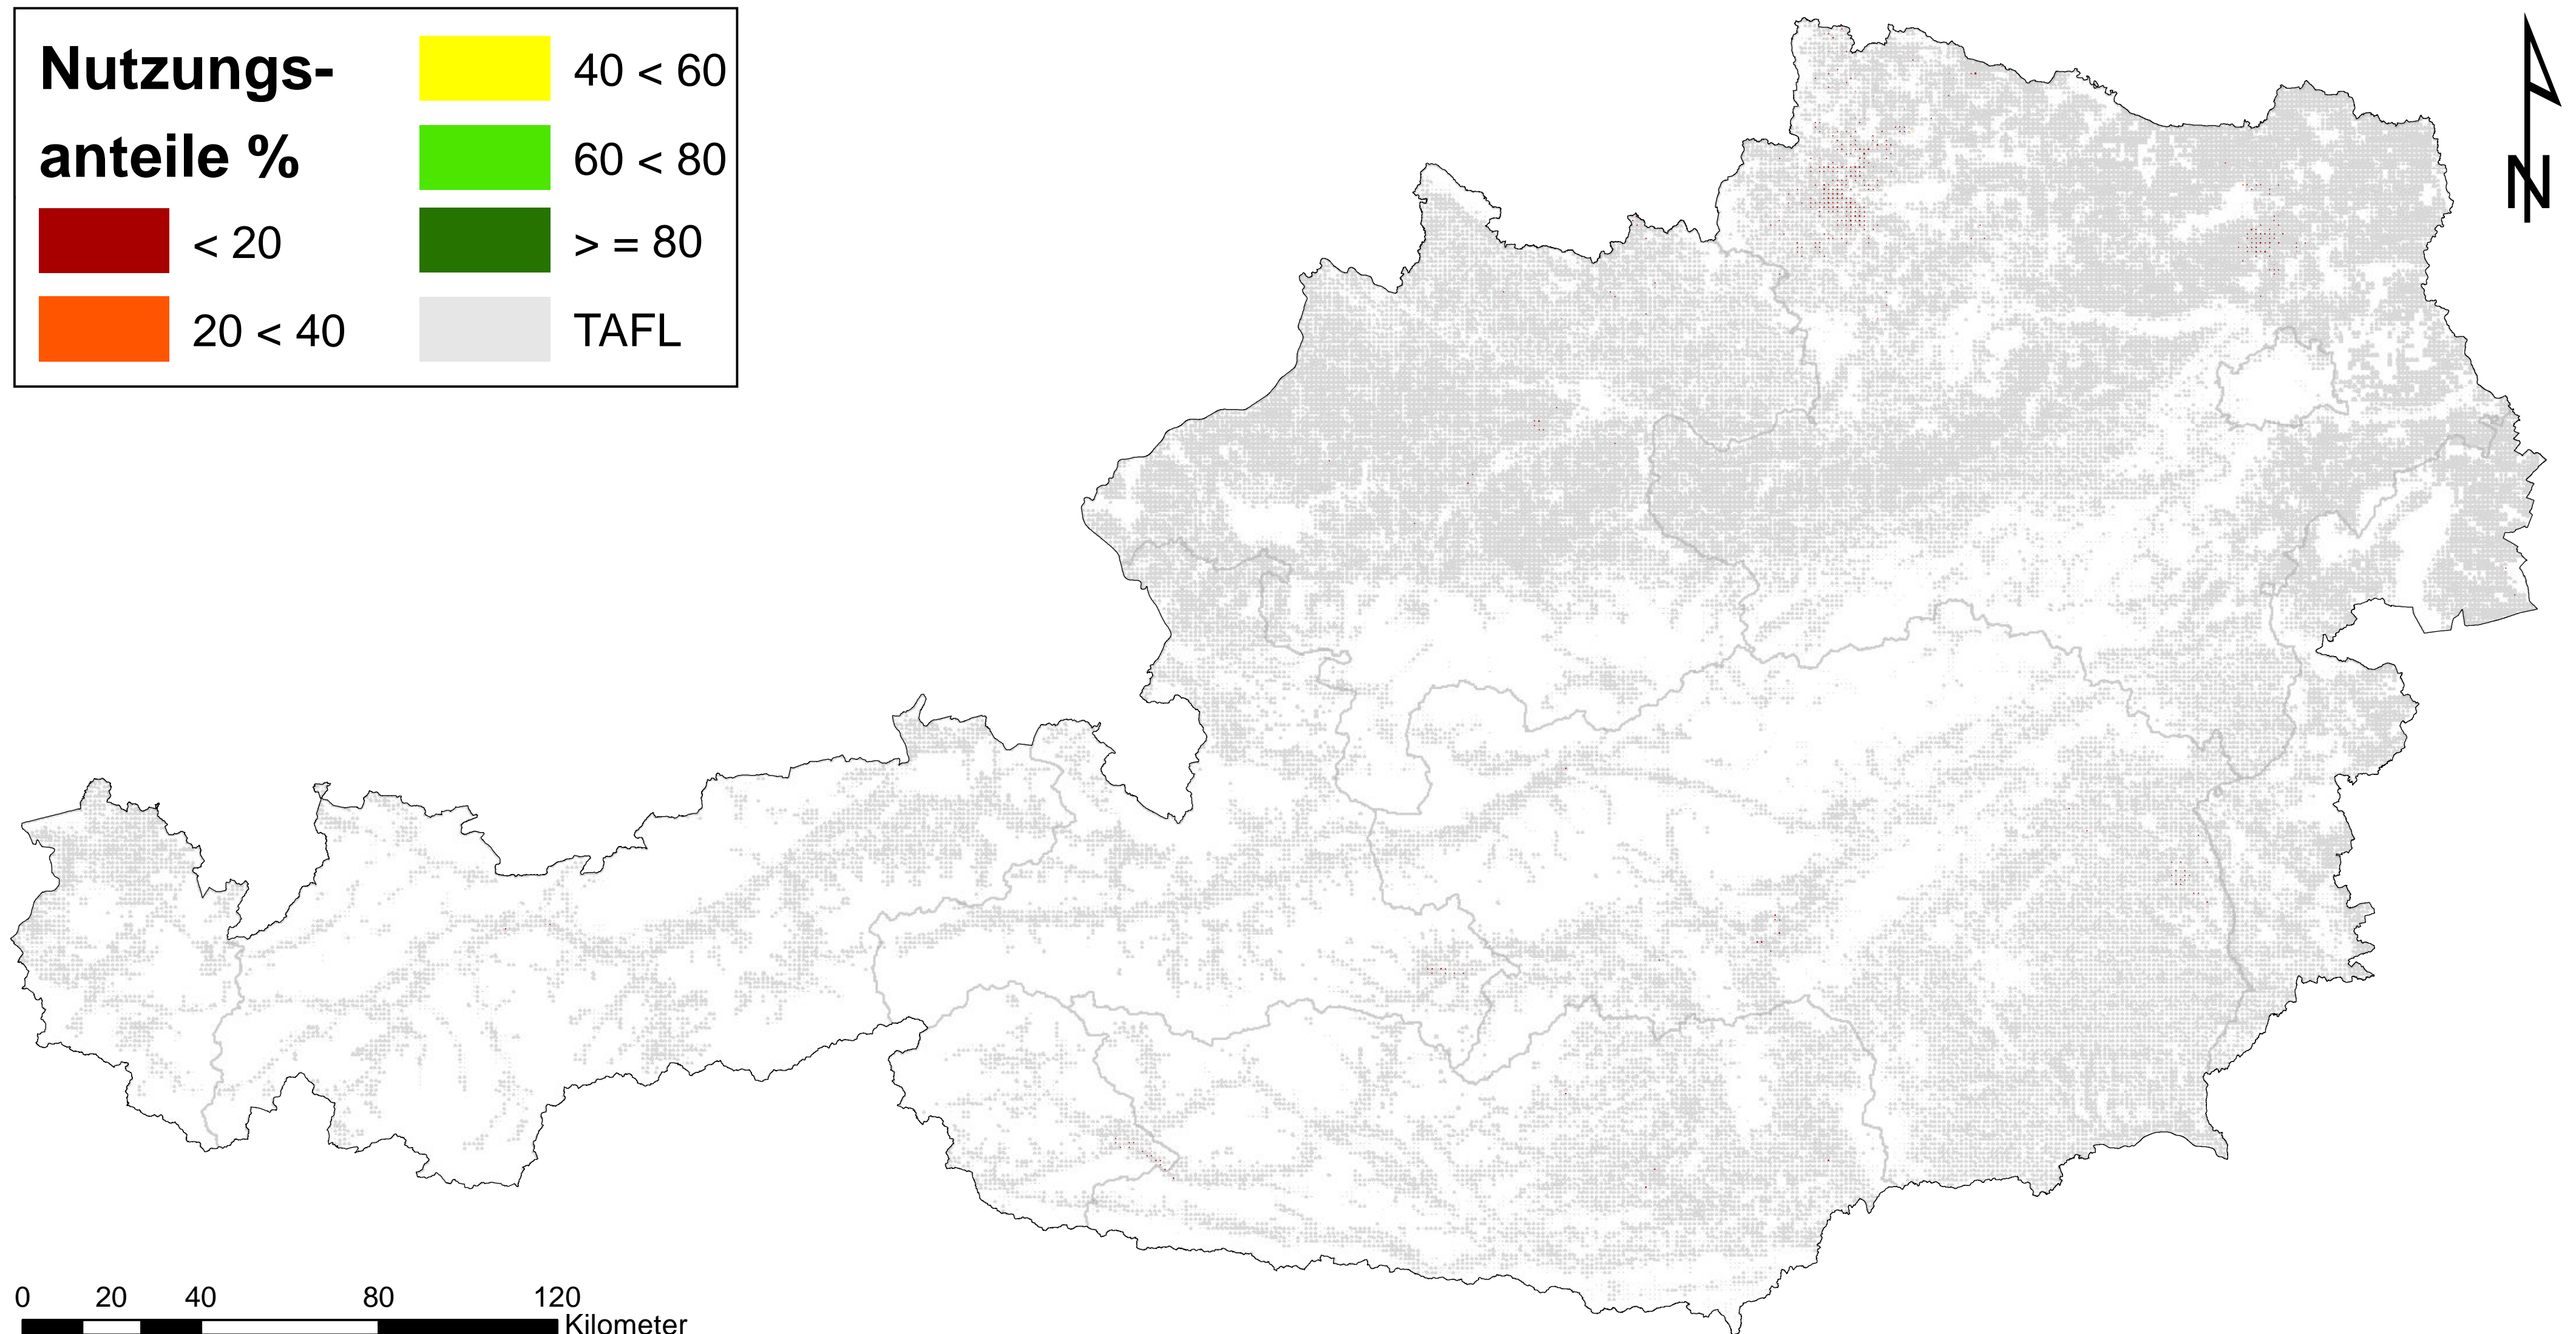 Nutzungs-
anteile %
< 20
20 < 40
40 < 60
60 < 80
> = 80
TAFL
N
0 20 40 80 120
Kilometer